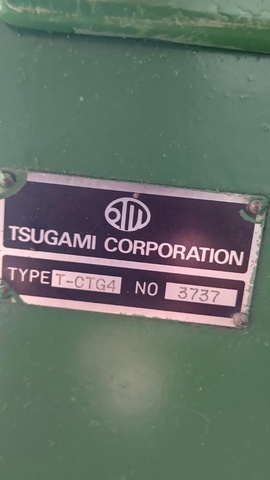 TSUGAMI CORPORATION
TYPE T-CTG4 NO 3737